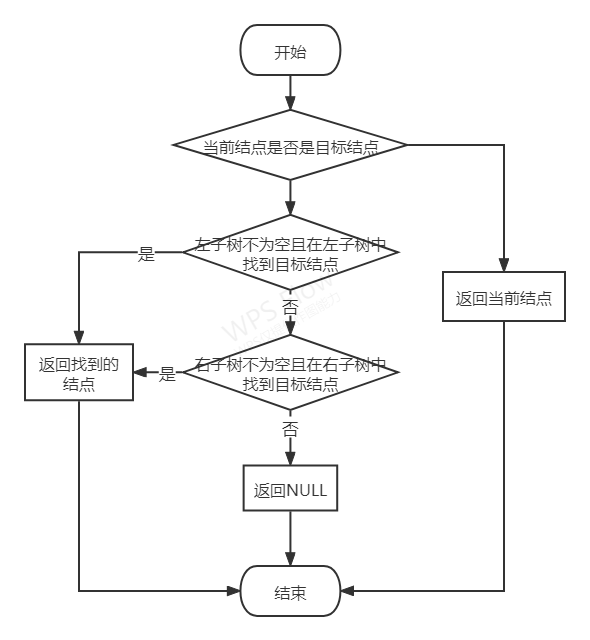 开始
当前结点是否是目标结点
左子树不为空且在左子树中
找到目标结点
是
否
返回当前结点
右子树不为空且在右子树中
找到目标结点
是
返回找到的
结点
否
返回NULL
结束
WPS Flow